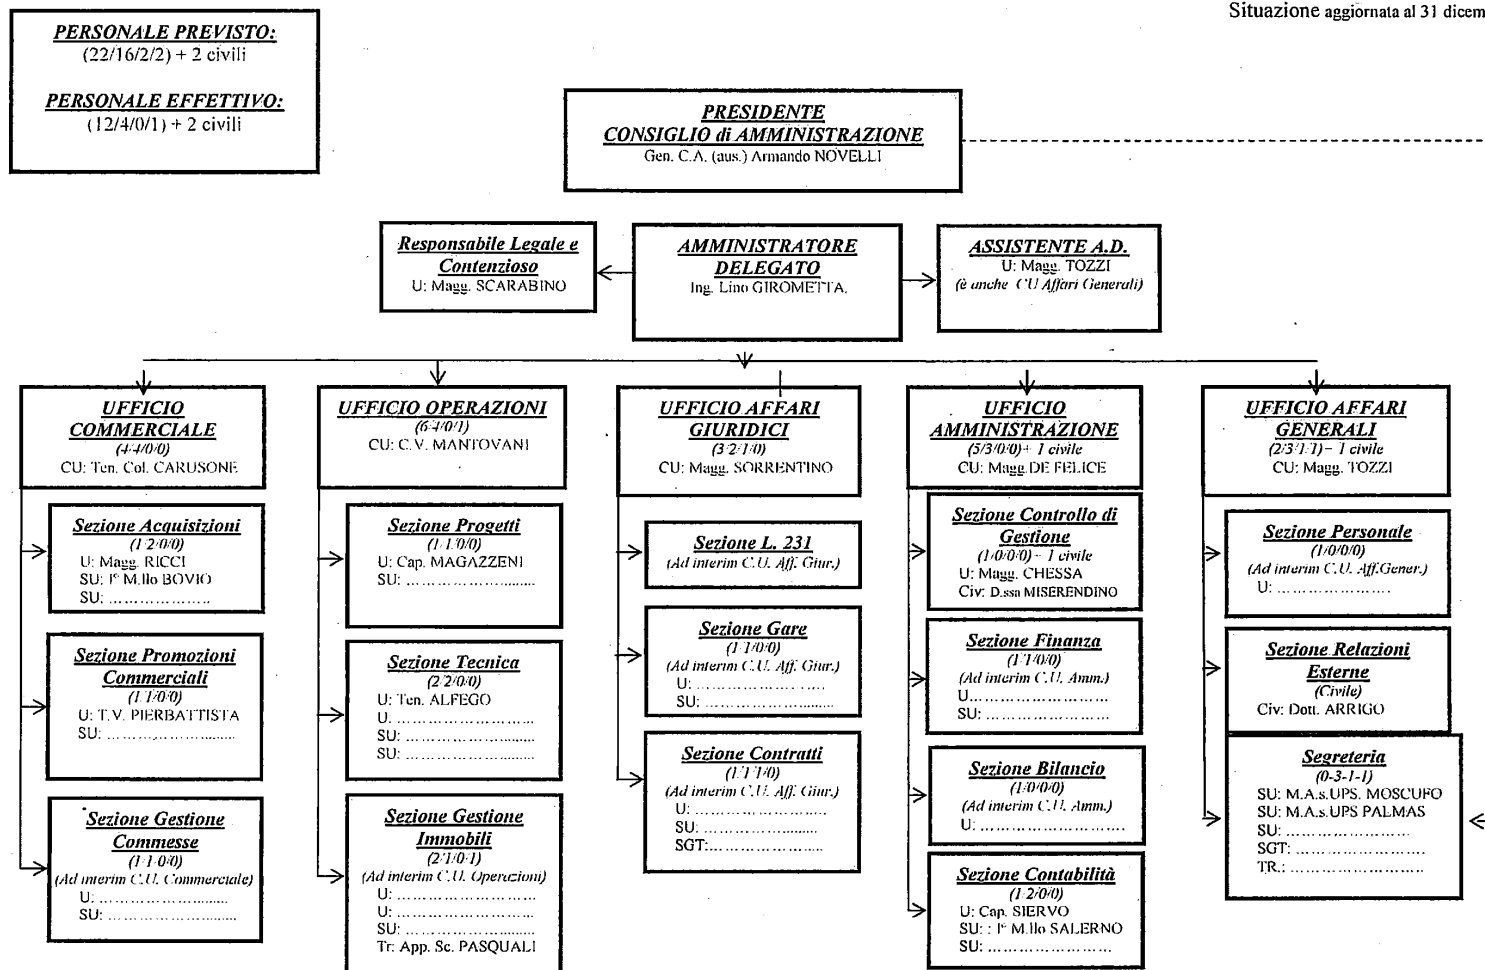 Situazione aggiornata al 31 dicem
PERSONALE PREVISTO:
(22/16/2/2) + 2 civili
PERSONALE EFFETTIVO:
(12/4/0/1) + 2 civili
PRESIDENTE
CONSIGLIO di AMMINISTRAZIONE
Gen. C.A. (aus.) Armando NOVELLI
Responsabile Legale e
Contenzioso
U: Magg. SCARABINO
AMMINISTRATORE
DELEGATO
Ing. Lino GIROMETTA.
ASSISTENTE A.D.
U: Magg. TOZZI
(è anche CU Affari Generali)
UFFICIO
COMMERCIALE
(4/4/0/0)
CU: Ten. Col. CARUSONE
Sezione Acquisizioni
(1/2/0/0)
U: Magg. RICCI
SU: 1° M.llo BOVIO
SU: …………………
Sezione Promozioni
Commerciali
(1/1/0/0)
U: T.V. PIERBATTISTA
SU: …………………
Sezione Gestione
Commesse
(1/1/0/0)
(Ad interim C.U. Commerciale)
U: …………………
SU: …………………
UFFICIO OPERAZIONI
(6/4/0/1)
CU: C.V. MANTOVANI
Sezione Progetti
(1/1/0/0)
U: Cap. MAGAZZENI
SU: …………………
Sezione Tecnica
(2/2/0/0)
U: Ten. ALFEGO
U: …………………
SU: …………………
SU: …………………
Sezione Gestione
Immobili
(2/1/0/1)
(Ad interim C.U. Operazioni)
U: …………………
U: …………………
SU: …………………
Tr: App. Sc. PASQUALI
UFFICIO AFFARI
GIURIDICI
(3/2/1/0)
CU: Magg. SORRENTINO
Sezione L. 231
(Ad interim C.U. Aff. Giur.)
Sezione Gare
(1/1/0/0)
(Ad interim C.U. Aff. Giur.)
U: …………………
SU: …………………
Sezione Contratti
(1/1/1/0)
(Ad interim C.U. Aff. Giur.)
U: …………………
SU: …………………
SGT:…………………
UFFICIO
AMMINISTRAZIONE
(5/3/0/0)+ 1 civile
CU: Magg.DE FELICE
Sezione Controllo di
Gestione
(1/0/0/0)– 1 civile
U: Magg. CHESSA
Civ: D.ssa MISERENDINO
Sezione Finanza
(1/1/0/0)
(Ad interim C.U. Amm.)
U…………………
SU: …………………
Sezione Bilancio
(1/0/0/0)
(Ad interim C.U. Amm.)
U: …………………
Sezione Contabilità
(1/2/0/0)
U: Cap. SIERVO
SU: : 1° M.llo SALERNO
SU: …………………
UFFICIO AFFARI
GENERALI
(2/3/1/1)– 1 civile
CU: Magg. TOZZI
Sezione Personale
(1/0/0/0)
(Ad interim C.U. Aff.Gener.)
U: …………………
Sezione Relazioni
Esterne
(Civile)
Civ: Dott. ARRIGO
Segreteria
(0-3-1-1)
SU: M.A.s.UPS. MOSCUFO
SU: M.A.s.UPS PALMAS
SU: …………………
SGT: …………………
TR.: …………………